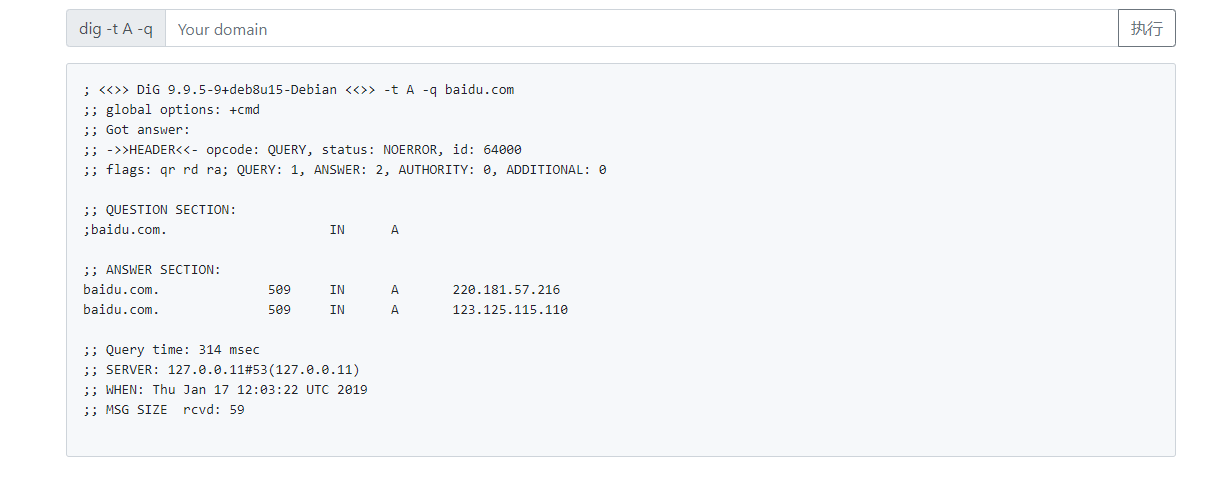 dig -t A -q Your domain 执行
; <<>> DiG 9.9.5-9+deb8u15-Debian <<>> -t A -q baidu.com
;; global options: +cmd
;; Got answer:
;; ->>HEADER<<- opcode: QUERY, status: NOERROR, id: 64000
;; flags: qr rd ra; QUERY: 1, ANSWER: 2, AUTHORITY: 0, ADDITIONAL: 0
;; QUESTION SECTION:
;baidu.com. IN A
;; ANSWER SECTION:
baidu.com. 509 IN A 220.181.57.216
baidu.com. 509 IN A 123.125.115.110
;; Query time: 314 msec
;; SERVER: 127.0.0.11#53(127.0.0.11)
;; WHEN: Thu Jan 17 12:03:22 UTC 2019
;; MSG SIZE  rcvd: 59